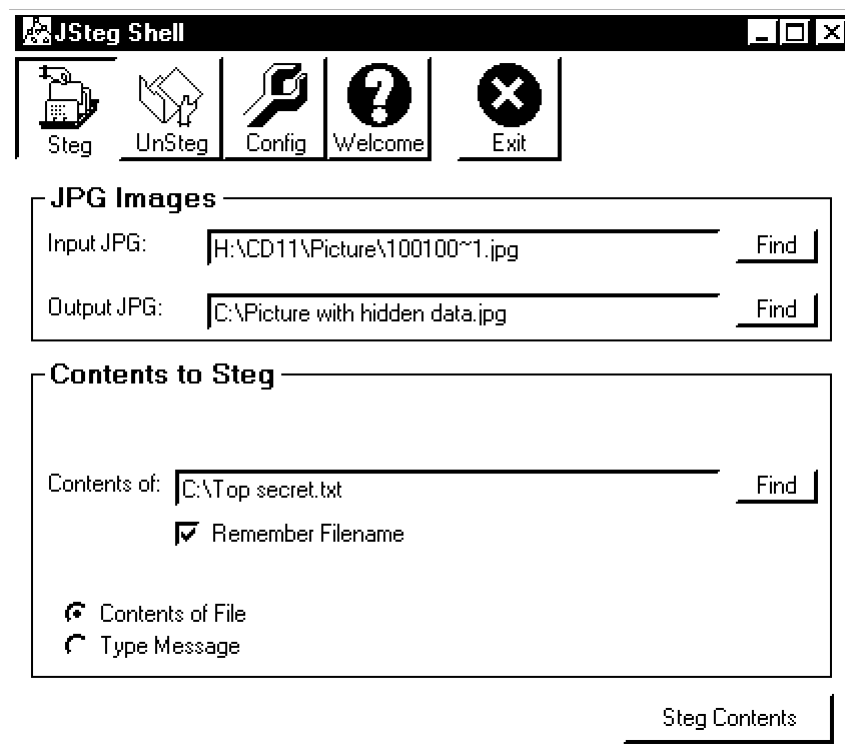 JSteg Shell
Steg UnSteg Config Welcome Exit
JPG Images
Input JPG: H:\CD11\Picture\100100~1.jpg Find
Output JPG: C:\Picture with hidden data.jpg Find
Contents to Steg
Contents of: C:\Top secret.txt Find
Remember Filename
Contents of File
Type Message
Steg Contents